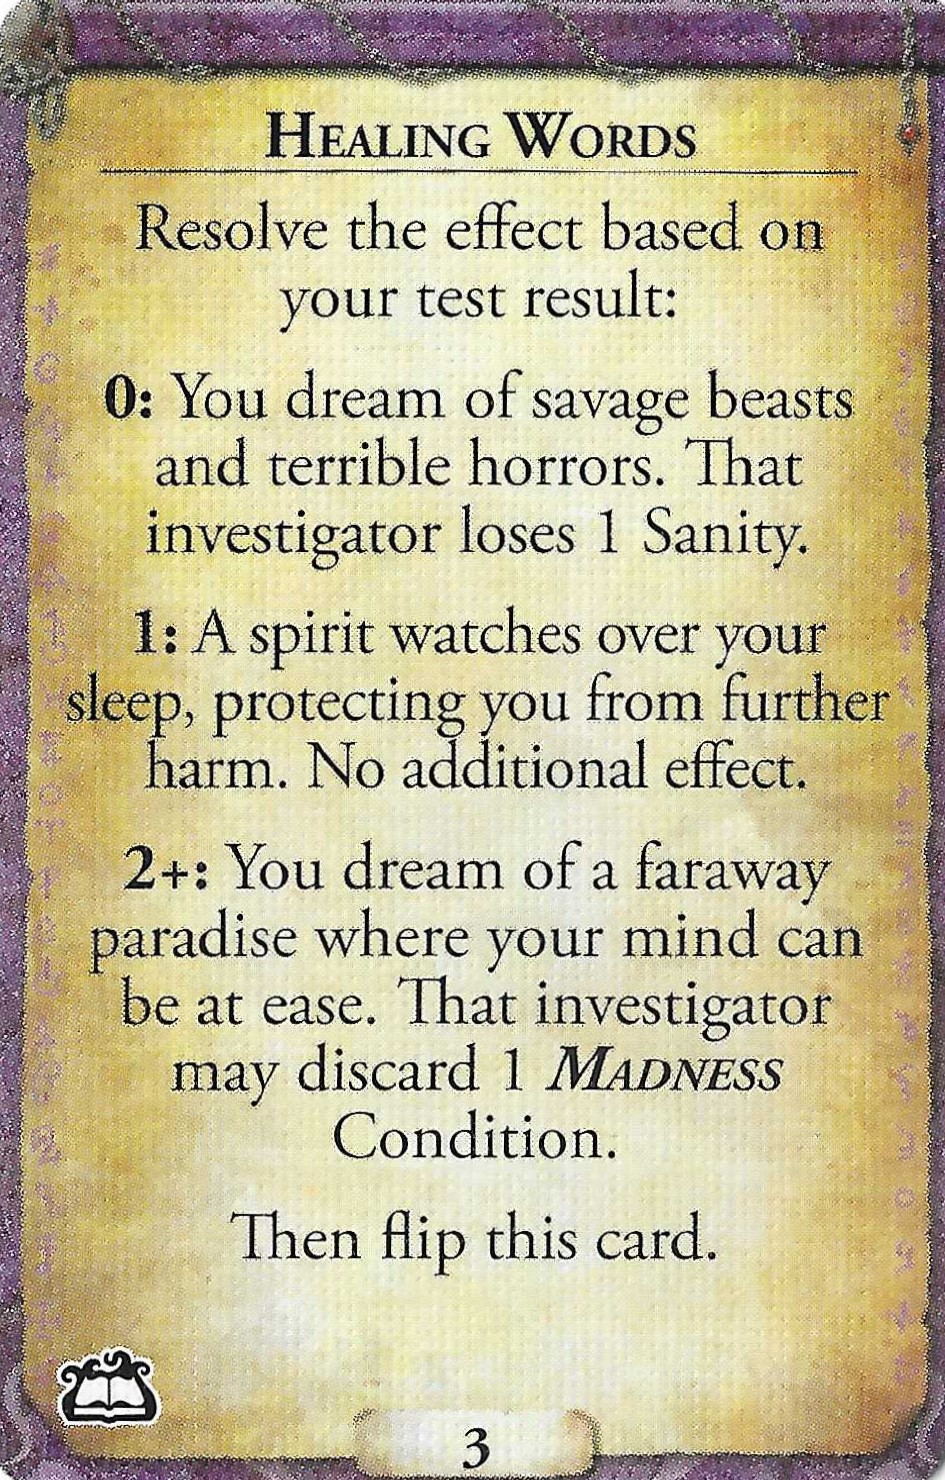 Healing Words
Resolve the effect based on
your test result:
0: You dream of savage beasts
and terrible horrors. That
investigator loses 1 Sanity.
1: A spirit watches over your
sleep, protecting you from further
harm. No additional effect.
2+: You dream of a faraway
paradise where your mind can
be at ease. That investigator
may discard 1 Madness
Condition.
Then flip this card.
3